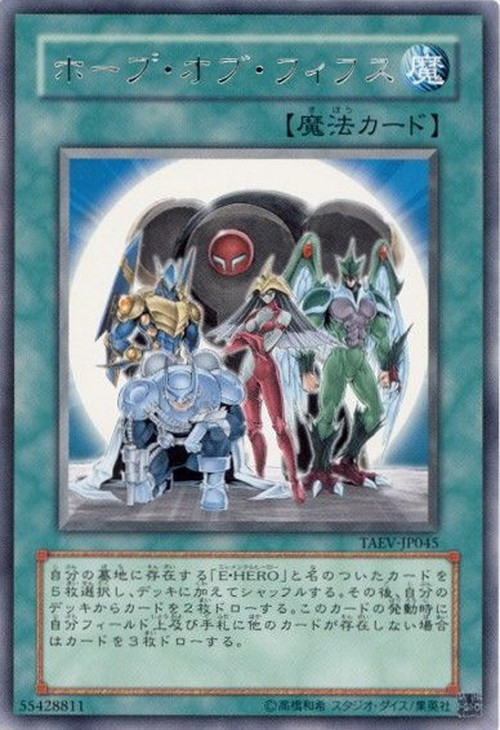 ホープ・オブ・フィフス 魔
【魔法カード】
TAEV-JP045
自分の墓地に存在する「E・HERO」と名のついたカードを
５枚選択し、デッキに加えてシャッフルする。その後、自分の
デッキからカードを２枚ドローする。このカードの発動時に
自分フィールド上及び手札に他のカードが存在しない場合
はカードを３枚ドローする。
55428811 ©高橋和希 スタジオ・ダイス/集英社